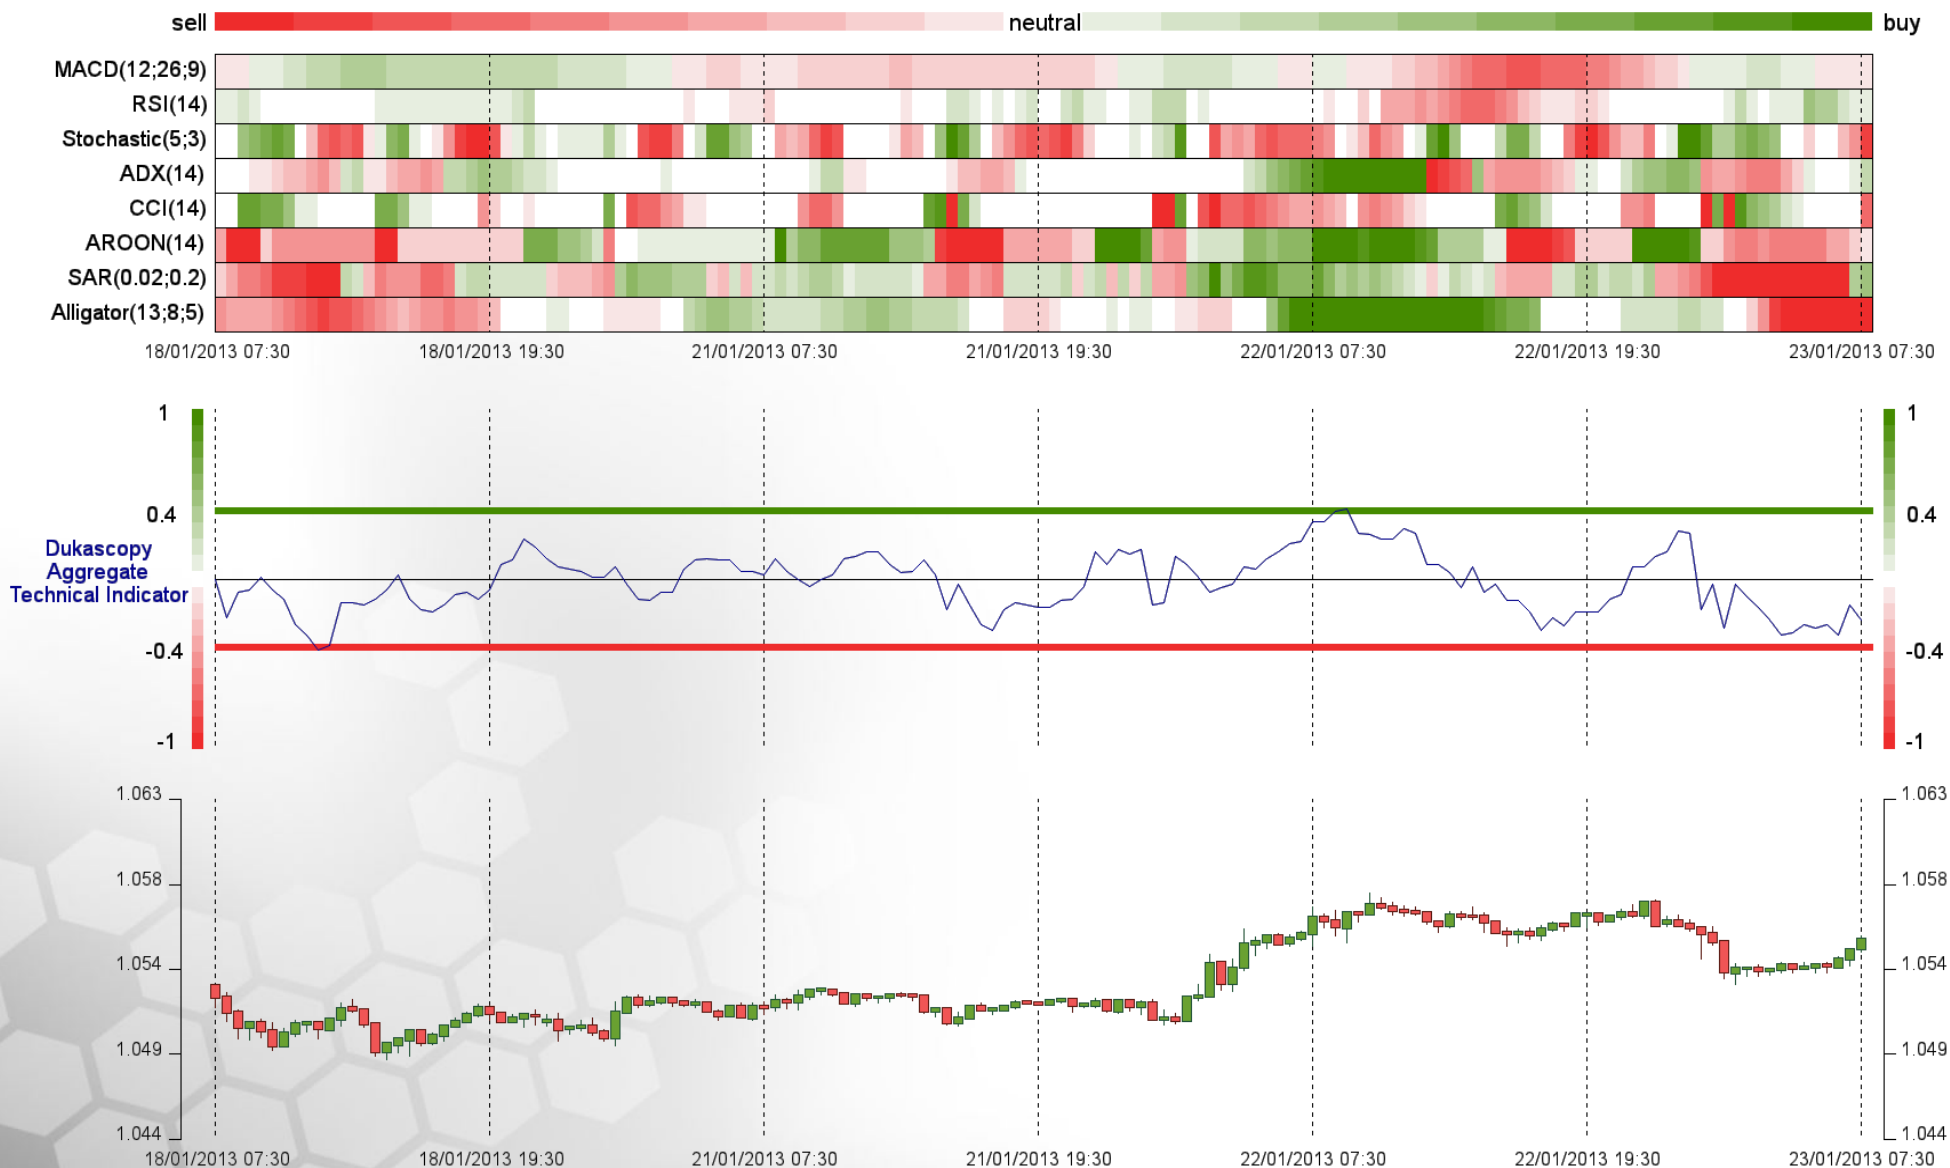 sell neutral buy
MACD(12;26;9)
RSI(14)
Stochastic(5;3)
ADX(14)
CCI(14)
AROON(14)
SAR(0.02;0.2)
Alligator(13;8;5)
18/01/2013 07:30 18/01/2013 19:30 21/01/2013 07:30 21/01/2013 19:30 22/01/2013 07:30 22/01/2013 19:30 23/01/2013 07:30
1 1
0.4 0.4
Dukascopy
Aggregate
Technical Indicator
-0.4 -0.4
-1 -1
1.063 1.063
1.058 1.058
1.054 1.054
1.049 1.049
1.044 1.044
18/01/2013 07:30 18/01/2013 19:30 21/01/2013 07:30 21/01/2013 19:30 22/01/2013 07:30 22/01/2013 19:30 23/01/2013 07:30